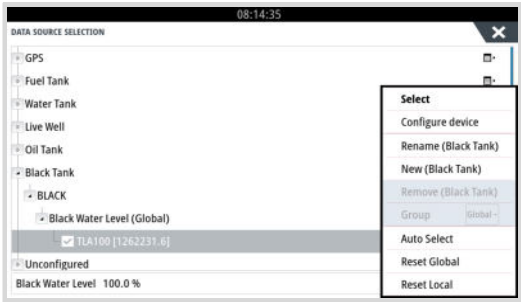 08:14:35
DATA SOURCE SELECTION
GPS
Fuel Tank
Water Tank
Live Well
Oil Tank
Black Tank
BLACK
Black Water Level (Global)
TLA100 [1262231.6]
Unconfigured
Black Water Level 100.0 %
Select
Configure device
Rename (Black Tank)
New (Black Tank)
Remove (Black Tank)
Group Global
Auto Select
Reset Global
Reset Local